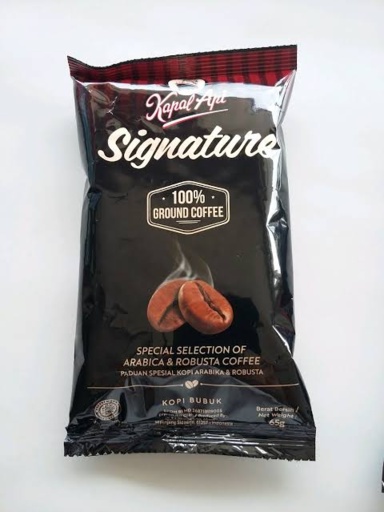 Kapal Api
Signature
100%
GROUND COFFEE
SPECIAL SELECTION OF
ARABICA & ROBUSTA COFFEE
PADUAN SPESIAL KOPI ARABIKA & ROBUSTA
KOPI BUBUK
Berat Bersih /
Net Weight
65g